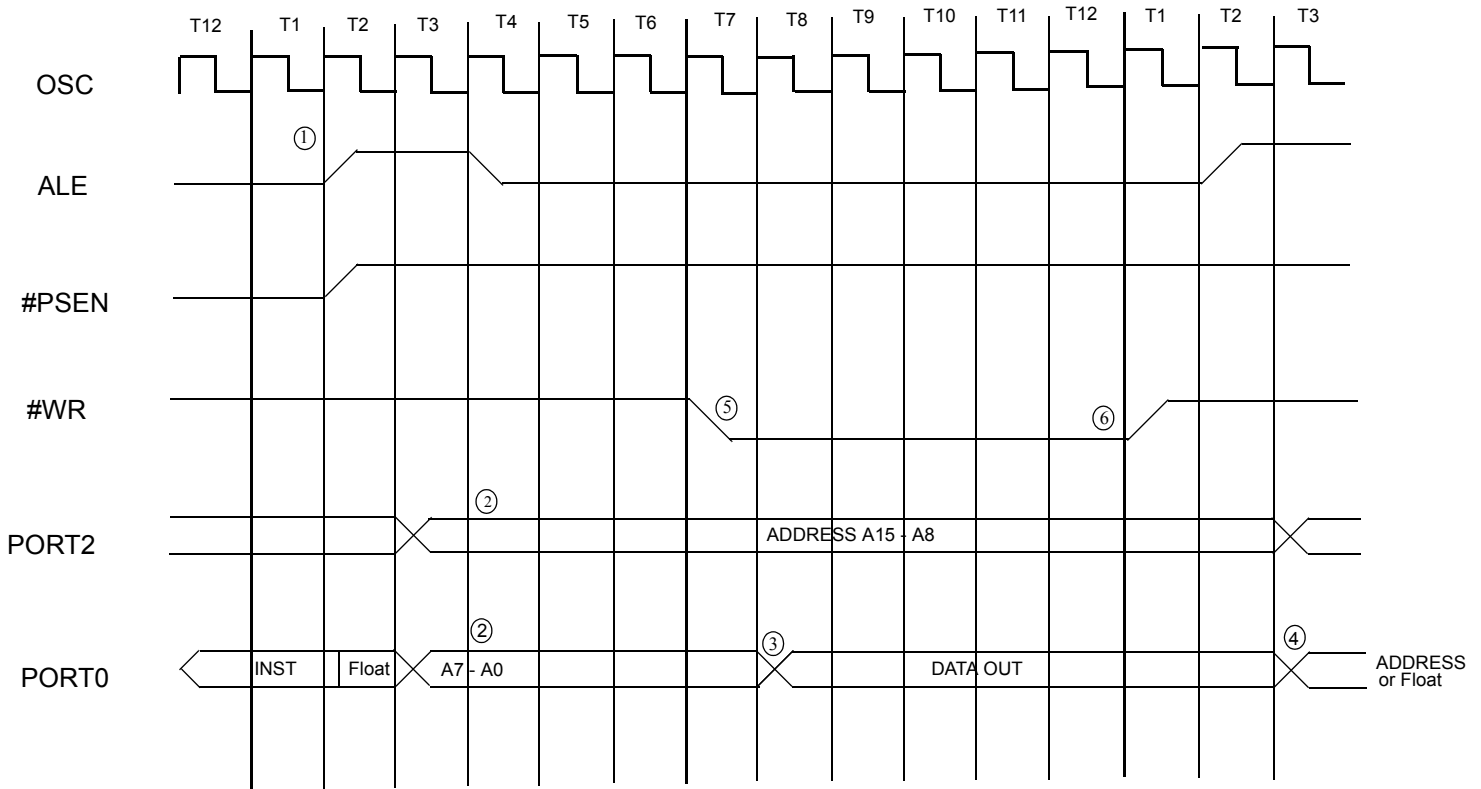 T12 T1 T2 T3 T4 T5 T6 T7 T8 T9 T10 T11 T12 T1 T2 T3
OSC
①
ALE
#PSEN
#WR ⑤ ⑥
②
PORT2 ADDRESS A15 - A8
② ③ ④
PORT0 INST Float A7 - A0 DATA OUT ADDRESS
or Float